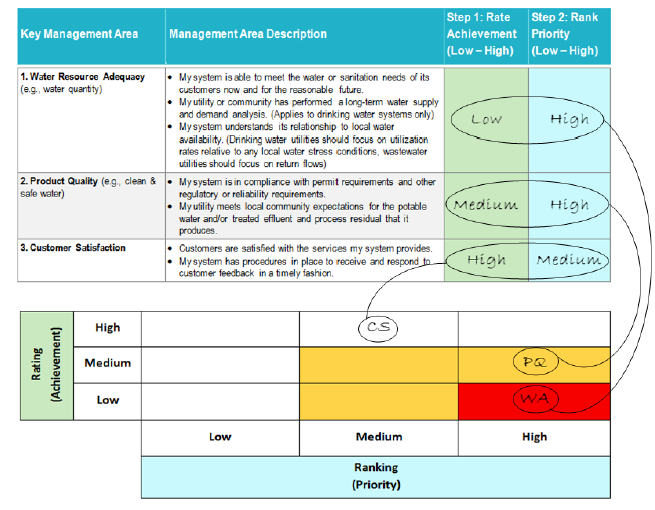 Key Management Area
Management Area Description
Step 1: Rate
Achievement
(Low – High)
Step 2: Rank
Priority
(Low – High)
1. Water Resource Adequacy
(e.g., water quantity)
• My system is able to meet the water or sanitation needs of its
customers now and for the reasonable future.
• My utility or community has performed a long-term water supply
and demand analysis. (Applies to drinking water systems only)
• My system understands its relationship to local water
availability. (Drinking water utilities should focus on utilization
rates relative to any local water stress conditions, wastewater
utilities should focus on return flows)
Low
High
2. Product Quality (e.g., clean &
safe water)
• My system is in compliance with permit requirements and other
regulatory or reliability requirements.
• My utility meets local community expectations for the potable
water and/or treated effluent and process residual that it
produces.
Medium
High
3. Customer Satisfaction
• Customers are satisfied with the services my system provides.
• My system has procedures in place to receive and respond to
customer feedback in a timely fashion.
High
Medium
Rating
(Achievement)
High
CS
Medium
PQ
Low
WA
Low
Medium
High
Ranking
(Priority)